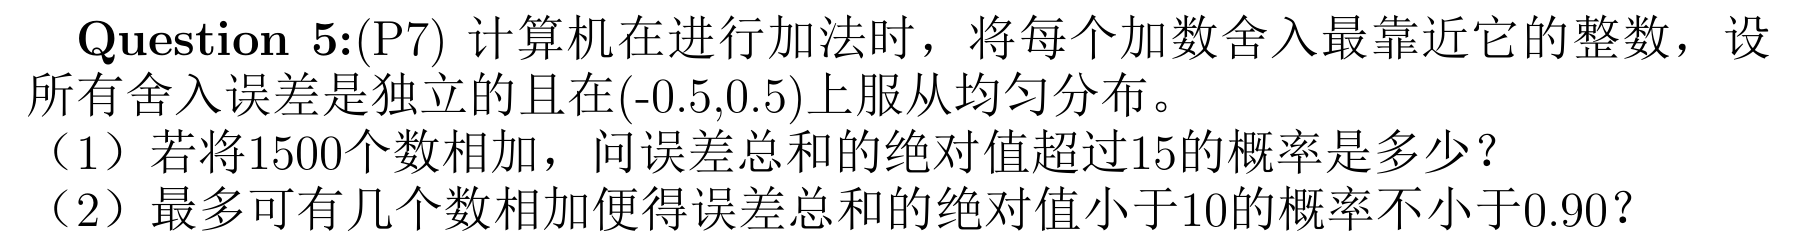 Question 5:(P7) 计算机在进行加法时，将每个加数舍入最靠近它的整数，设
所有舍入误差是独立的且在(-0.5,0.5)上服从均匀分布。
（1）若将1500个数相加，问误差总和的绝对值超过15的概率是多少？
（2）最多可有几个数相加便得误差总和的绝对值小于10的概率不小于0.90？